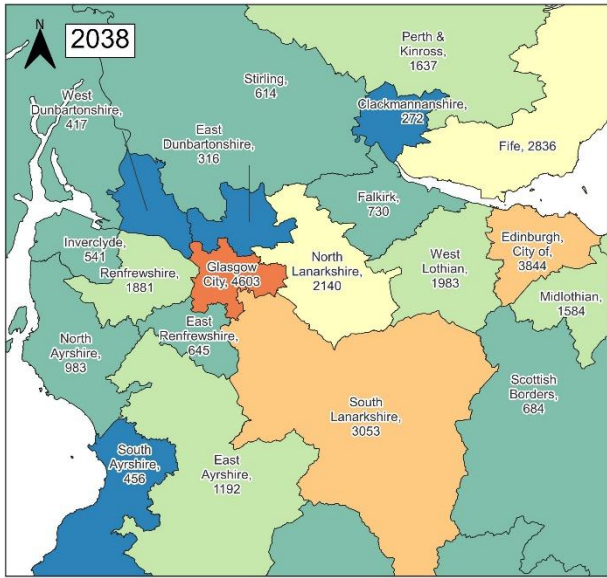 N
2038
Perth &
Kinross,
1637
Stirling,
614
West
Dunbartonshire,
417
Clackmannanshire,
272
East
Dunbartonshire,
316
Fife, 2836
Falkirk,
730
Inverclyde,
541
Renfrewshire,
1881
Glasgow
City, 4603
North
Lanarkshire,
2140
West
Lothian,
1983
Edinburgh,
City of,
3844
Midlothian,
1584
North
Ayrshire,
983
East
Renfrewshire,
645
South
Lanarkshire,
3053
Scottish
Borders,
684
South
Ayrshire,
456
East
Ayrshire,
1192